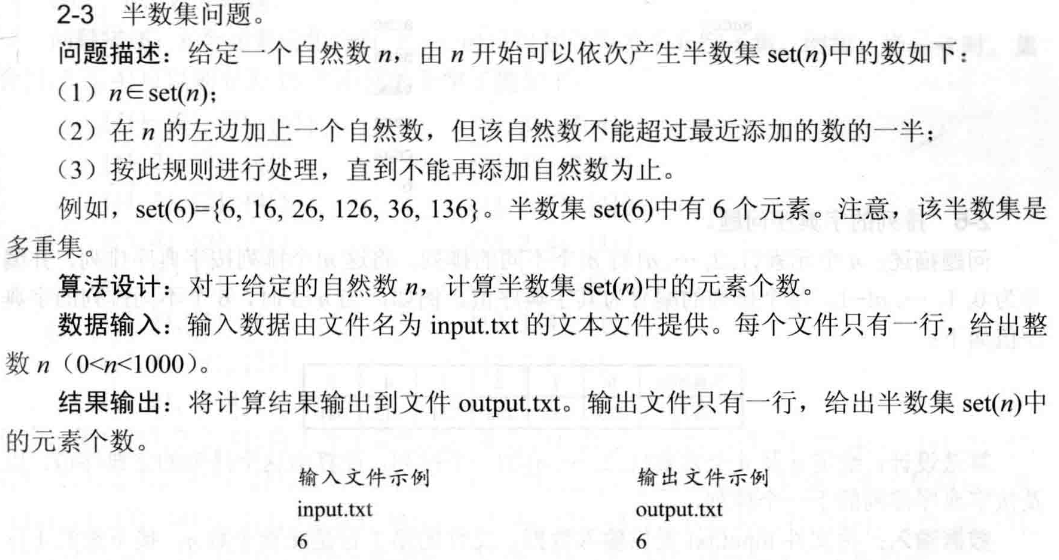 2-3 半数集问题。
问题描述：给定一个自然数 n，由 n 开始可以依次产生半数集 set(n)中的数如下：
（1）n∈set(n)；
（2）在 n 的左边加上一个自然数，但该自然数不能超过最近添加的数的一半；
（3）按此规则进行处理，直到不能再添加自然数为止。
例如，set(6)={6, 16, 26, 126, 36, 136}。半数集 set(6)中有 6 个元素。注意，该半数集是
多重集。
算法设计：对于给定的自然数 n，计算半数集 set(n)中的元素个数。
数据输入：输入数据由文件名为 input.txt 的文本文件提供。每个文件只有一行，给出整
数 n（0<n<1000）。
结果输出：将计算结果输出到文件 output.txt。输出文件只有一行，给出半数集 set(n)中
的元素个数。
输入文件示例 输出文件示例
input.txt output.txt
6 6